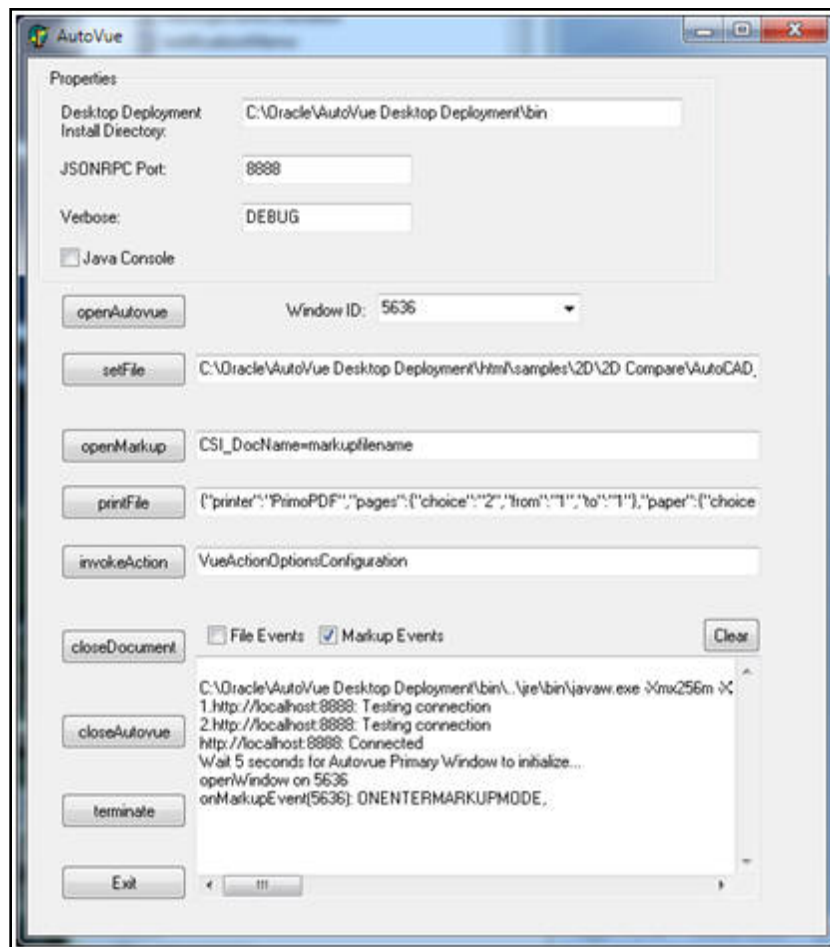 AutoVue
Properties
Desktop Deployment
Install Directory:
C:\Oracle\AutoVue Desktop Deployment\bin
JSONRPC Port:
8888
Verbose:
DEBUG
Java Console
openAutovue
Window ID:
5636
setFile
C:\Oracle\AutoVue Desktop Deployment\html\samples\2D\2D Compare\AutoCAD_
openMarkup
CSI_DocName=markupfilename
printFile
{"printer":"PrimoPDF","pages":{"choice":"2","from":"1","to":"1"},"paper":{"choice
invokeAction
VueActionOptionsConfiguration
closeDocument
File Events
Markup Events
Clear
C:\Oracle\AutoVue Desktop Deployment\bin\..\jre\bin\javaw.exe -Xmx256m -X
1.http://localhost:8888: Testing connection
2.http://localhost:8888: Testing connection
http://localhost:8888: Connected
Wait 5 seconds for Autovue Primary Window to initialize...
openWindow on 5636
onMarkupEvent(5636): ONENTERMARKUPMODE,
closeAutovue
terminate
Exit